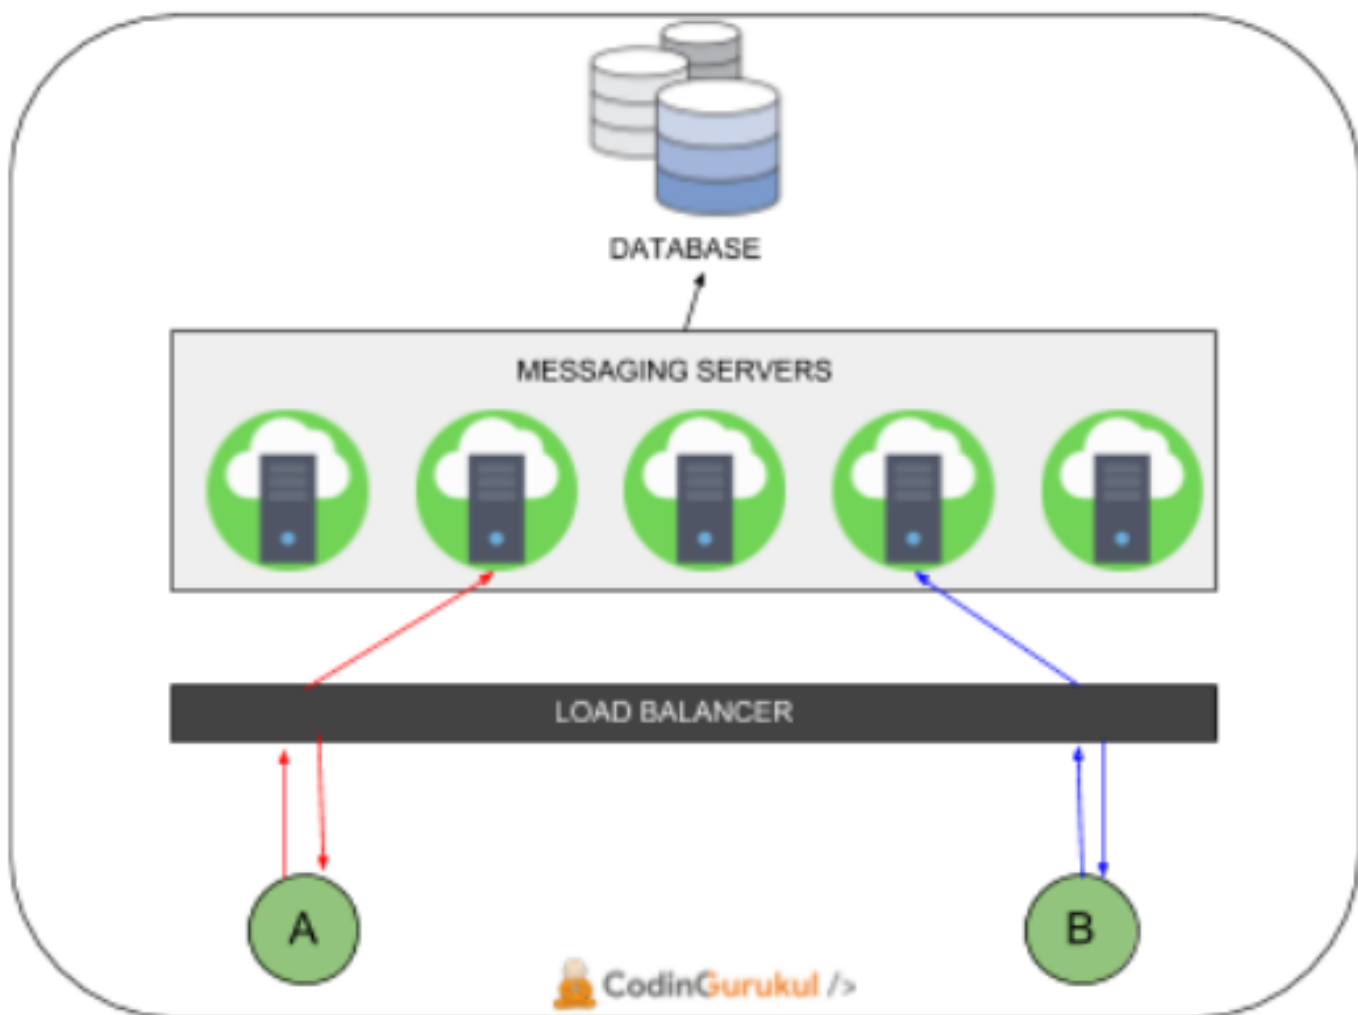 DATABASE
MESSAGING SERVERS
LOAD BALANCER
A
B
CodinGurukul />